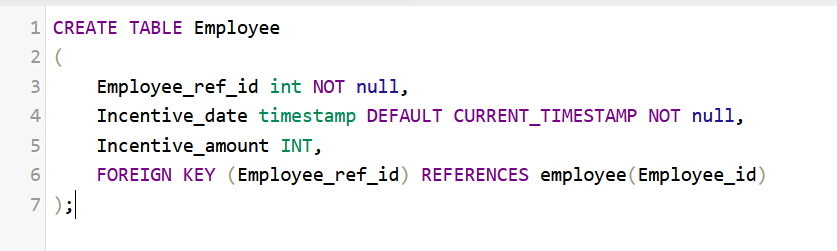 1 CREATE TABLE Employee
2 (
3 Employee_ref_id int NOT null,
4 Incentive_date timestamp DEFAULT CURRENT_TIMESTAMP NOT null,
5 Incentive_amount INT,
6 FOREIGN KEY (Employee_ref_id) REFERENCES employee(Employee_id)
7 );